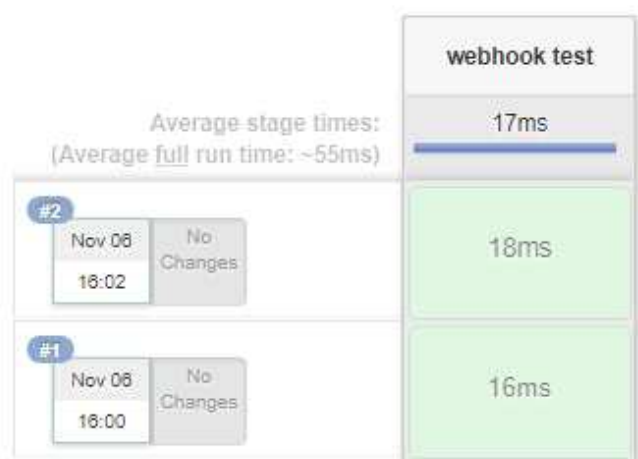 webhook test
Average stage times:
17ms
(Average full run time: ~55ms)
#2
Nov 06
No
Changes
16:02
18ms
#1
Nov 06
No
Changes
16:00
16ms